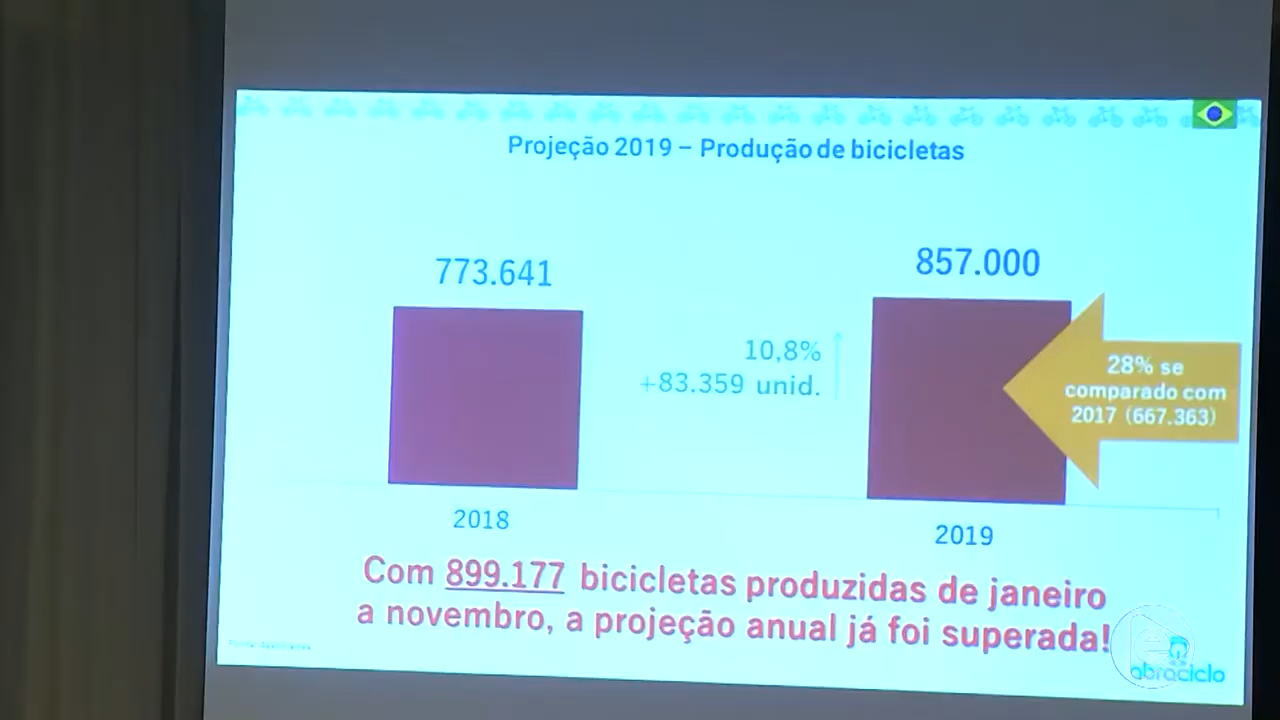 Projeção 2019 – Produção de bicicletas
773.641
857.000
10,8%
+83.359 unid.
28% se
comparado com
2017 (667.363)
2018
2019
Com 899.177 bicicletas produzidas de janeiro
a novembro, a projeção anual já foi superada!
abraciclo